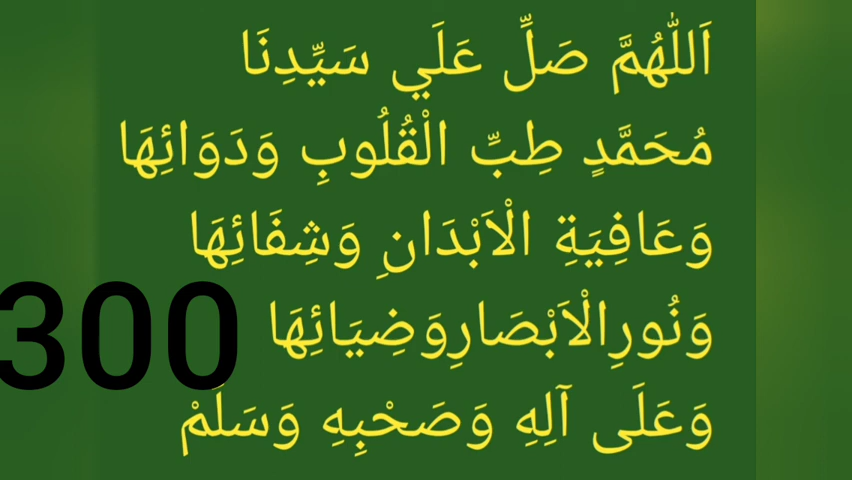 اَللّٰهُمَّ صَلِّ عَلَي سَيِّدِنَا
مُحَمَّدٍ طِبِّ الْقُلُوبِ وَدَوَائِهَا
وَعَافِيَةِ الْاَبْدَانِ وَشِفَائِهَا
وَنُورِالْاَبْصَارِوَضِيَائِهَا
300
وَعَلَى آلِهِ وَصَحْبِهِ وَسَلِّمْ